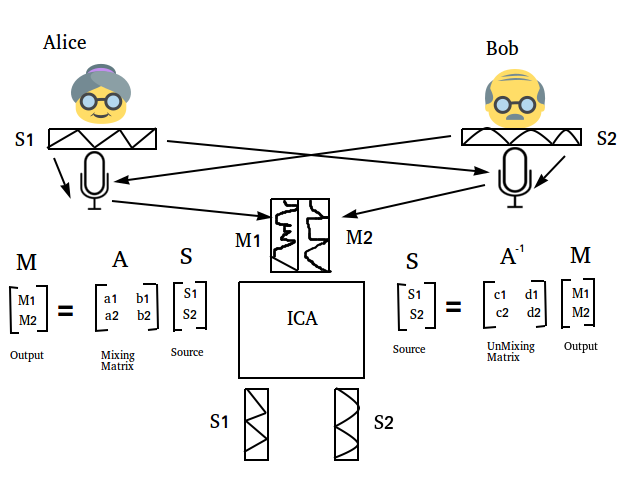 Alice
Bob
S1
S2
M1
M2
M
A
S
M1
M2
=
a1 b1
a2 b2
S1
S2
Output
Mixing
Matrix
Source
ICA
S
A-1
M
S1
S2
=
c1 d1
c2 d2
M1
M2
Source
UnMixing
Matrix
Output
S1
S2